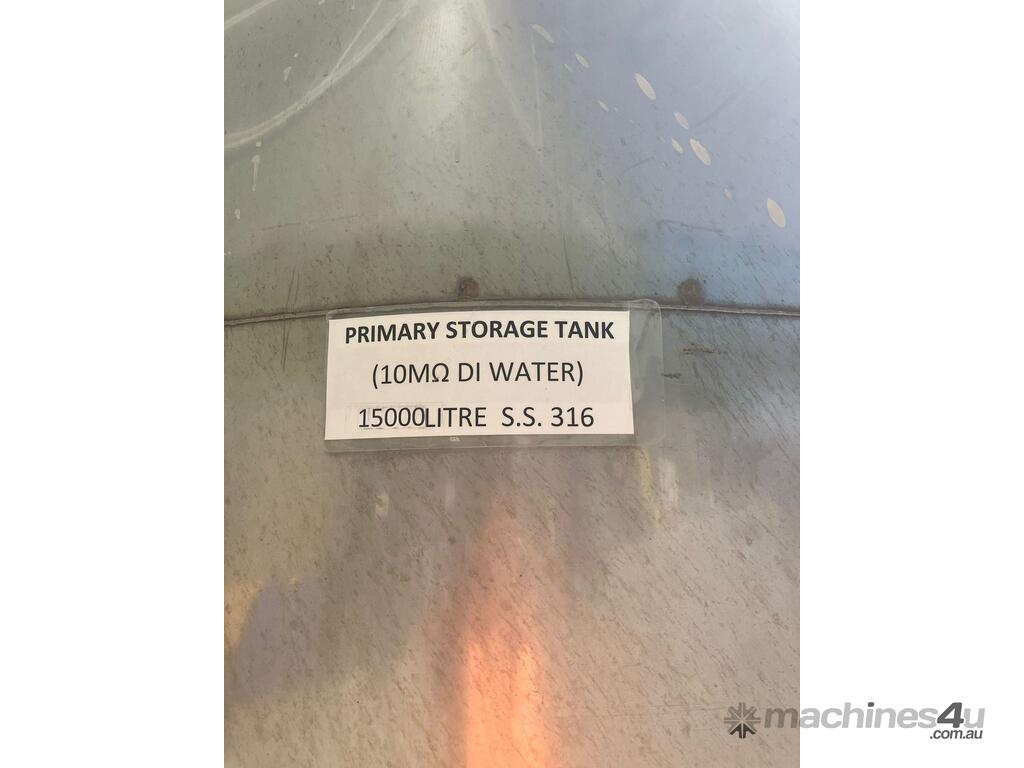 PRIMARY STORAGE TANK
(10MΩ DI WATER)
15000LITRE S.S. 316
machines4u
.com.au